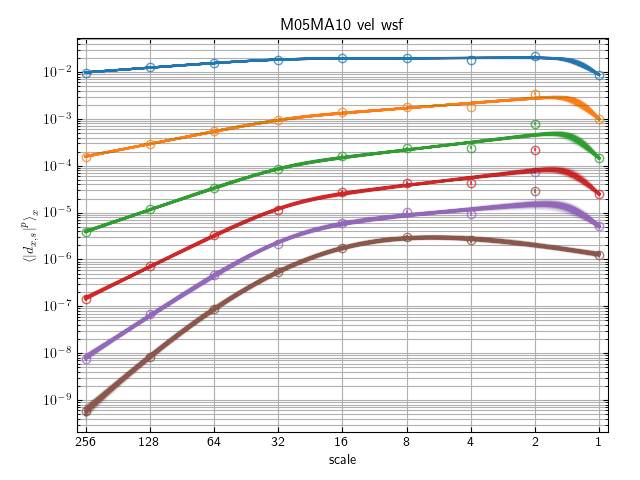 M05MA10 vel wsf
10⁻²
10⁻³
10⁻⁴
10⁻⁵
10⁻⁶
10⁻⁷
10⁻⁸
10⁻⁹
⟨|d_{x,s}|^p⟩_x
256 128 64 32 16 8 4 2 1
scale